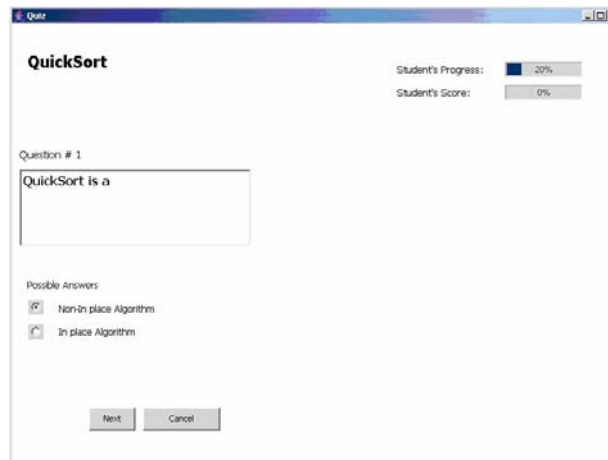 Quiz
QuickSort
Student's Progress: 20%
Student's Score: 0%
Question # 1
QuickSort is a
Possible Answers
Non-In place Algorithm
In place Algorithm
Next Cancel